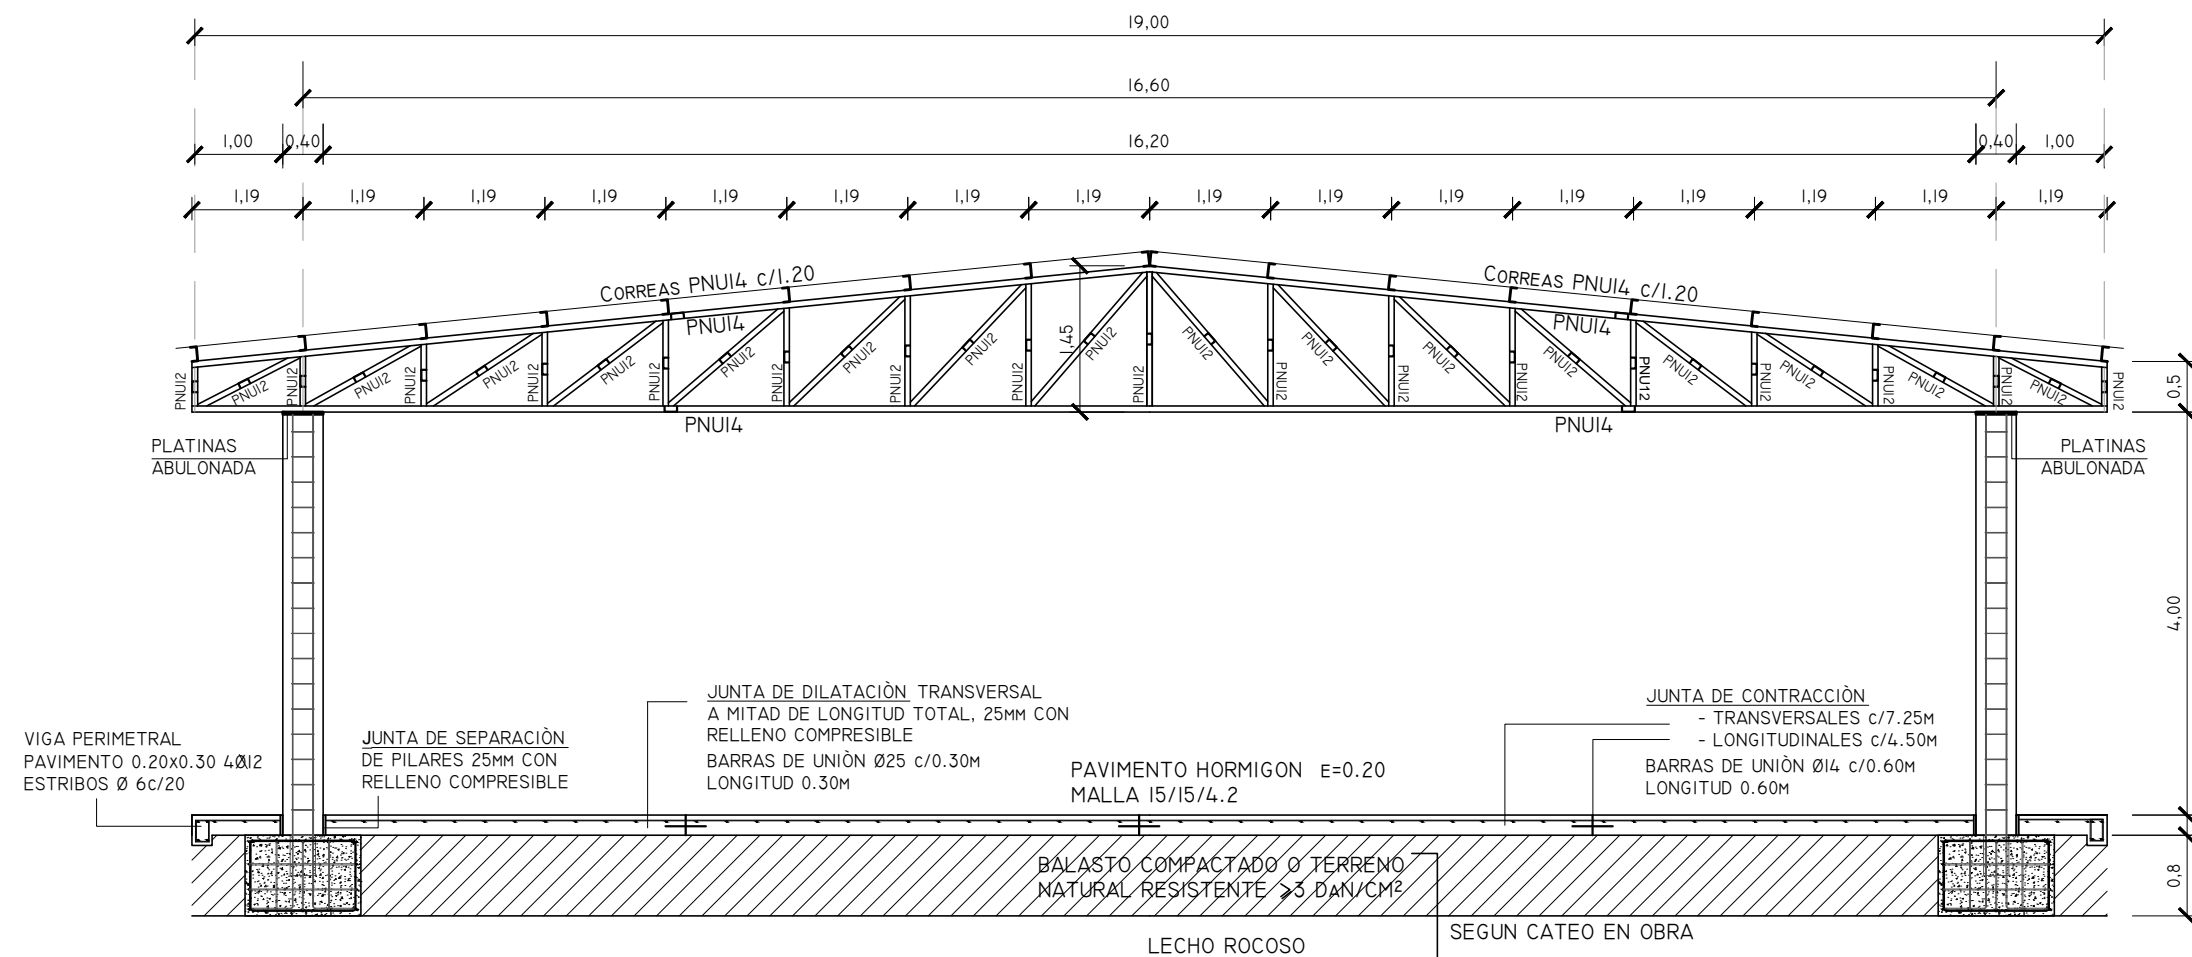 19,00
16,60
1,00 0,40 16,20 0,40 1,00
1,19 1,19 1,19 1,19 1,19 1,19 1,19 1,19 1,19 1,19 1,19 1,19 1,19 1,19 1,19 1,19
CORREAS PNU14 C/1.20
CORREAS PNU14 C/1.20
PNU14
PNU14
1,45
PNU12 PNU12 PNU12 PNU12 PNU12 PNU12 PNU12 PNU12 PNU12 PNU12 PNU12 PNU12 PNU12 PNU12 PNU12 PNU12 PNU12 PNU12 PNU12 PNU12 PNU12 PNU12 PNU12 PNU12 PNU12 PNU12 PNU12 PNU12 PNU12
0,5
PNU14
PNU14
PLATINAS
ABULONADA
PLATINAS
ABULONADA
4,00
JUNTA DE DILATACIÒN TRANSVERSAL
A MITAD DE LONGITUD TOTAL, 25MM CON
RELLENO COMPRESIBLE
BARRAS DE UNIÒN Ø25 C/0.30M
LONGITUD 0.30M
JUNTA DE CONTRACCIÒN
- TRANSVERSALES C/7.25M
- LONGITUDINALES C/4.50M
BARRAS DE UNIÒN Ø14 C/0.60M
LONGITUD 0.60M
VIGA PERIMETRAL
PAVIMENTO 0.20X0.30 4Ø12
ESTRIBOS Ø 6C/20
JUNTA DE SEPARACIÒN
DE PILARES 25MM CON
RELLENO COMPRESIBLE
PAVIMENTO HORMIGON E=0.20
MALLA 15/15/4.2
BALASTO COMPACTADO O TERRENO
NATURAL RESISTENTE ⩾3 DAN/CM²
0,8
SEGUN CATEO EN OBRA
LECHO ROCOSO